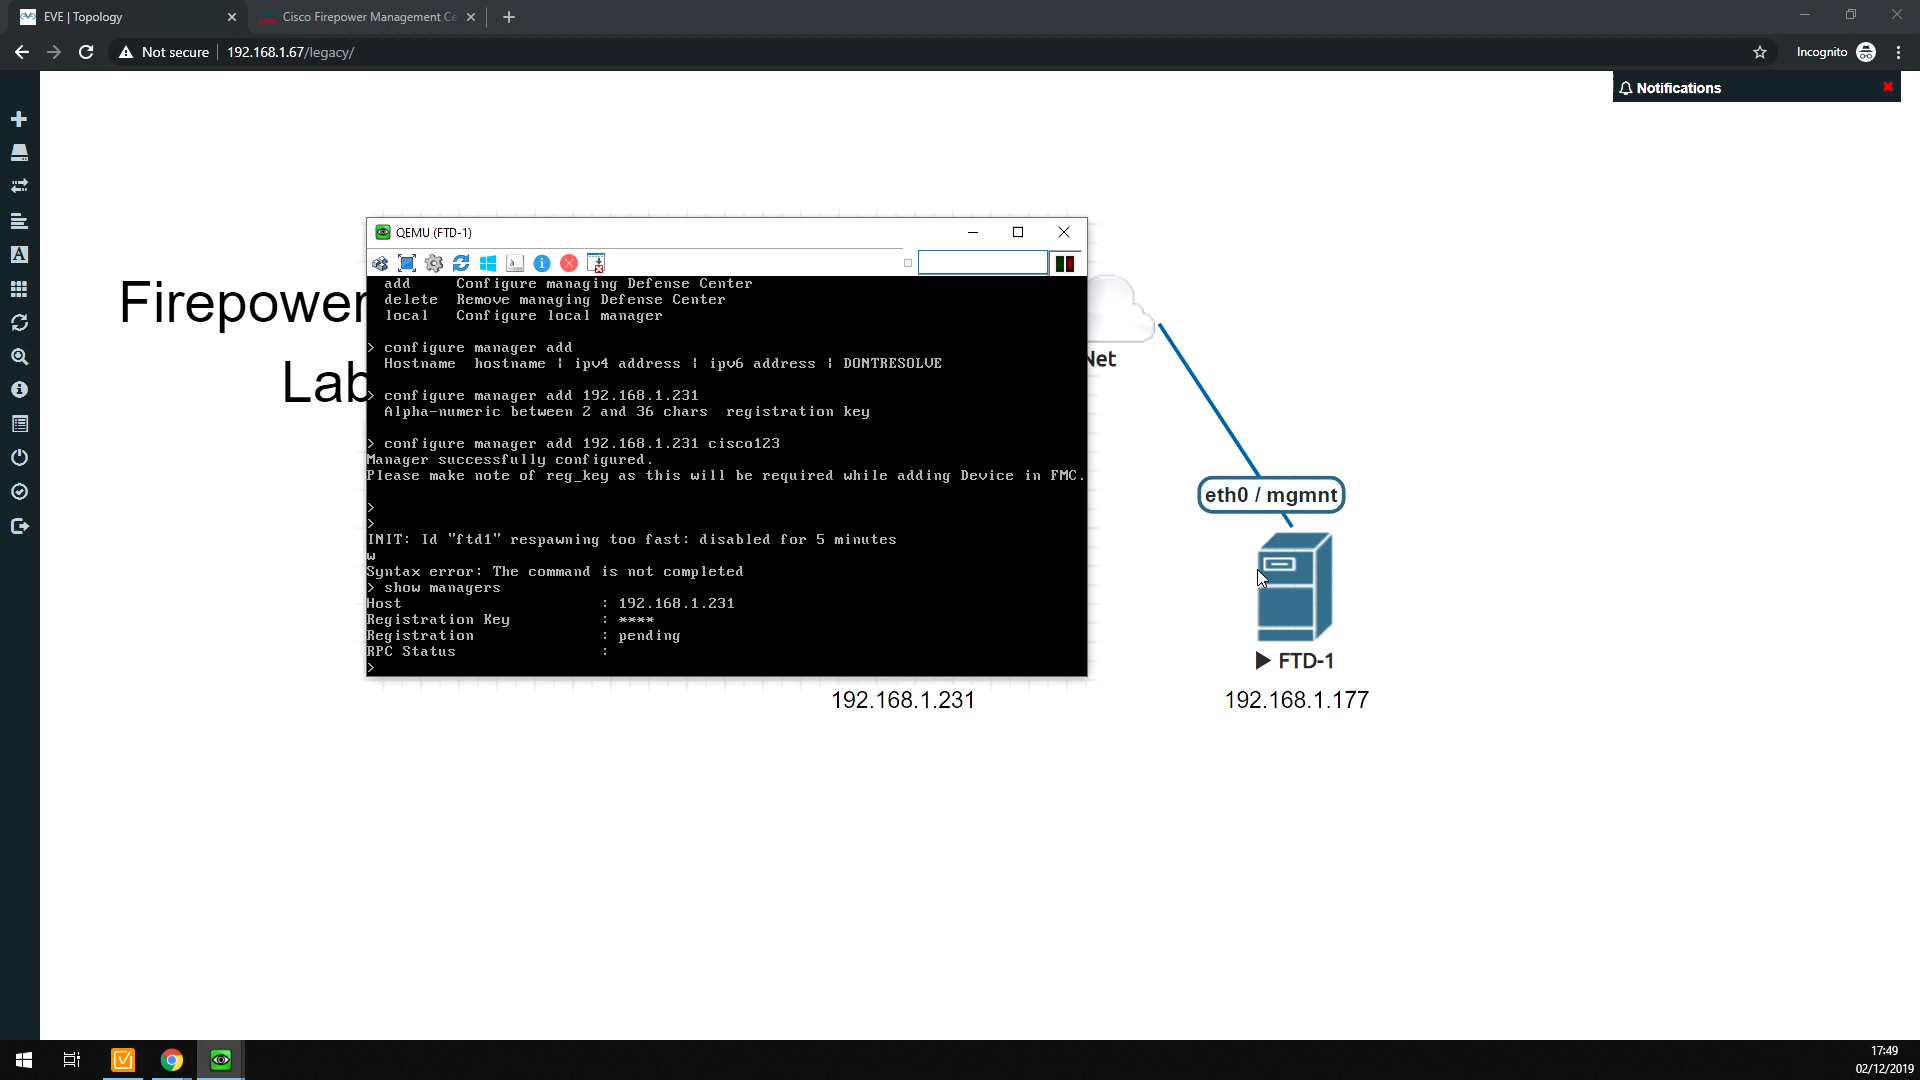 EVE | Topology
Cisco Firepower Management Ce
Not secure
192.168.1.67/legacy/
Incognito
Notifications
Firepower
Lab
QEMU (FTD-1)
add Configure managing Defense Center
delete Remove managing Defense Center
local Configure local manager
> configure manager add
Hostname hostname | ipv4 address | ipv6 address | DONTRESOLVE
> configure manager add 192.168.1.231
Alpha-numeric between 2 and 36 chars registration key
> configure manager add 192.168.1.231 cisco123
Manager successfully configured.
Please make note of reg_key as this will be required while adding Device in FMC.
>
>
INIT: Id "ftd1" respawning too fast: disabled for 5 minutes
w
Syntax error: The command is not completed
> show managers
Host : 192.168.1.231
Registration Key : ****
Registration : pending
RPC Status :
>
Net
eth0 / mgmnt
FTD-1
192.168.1.231
192.168.1.177
17:49
02/12/2019